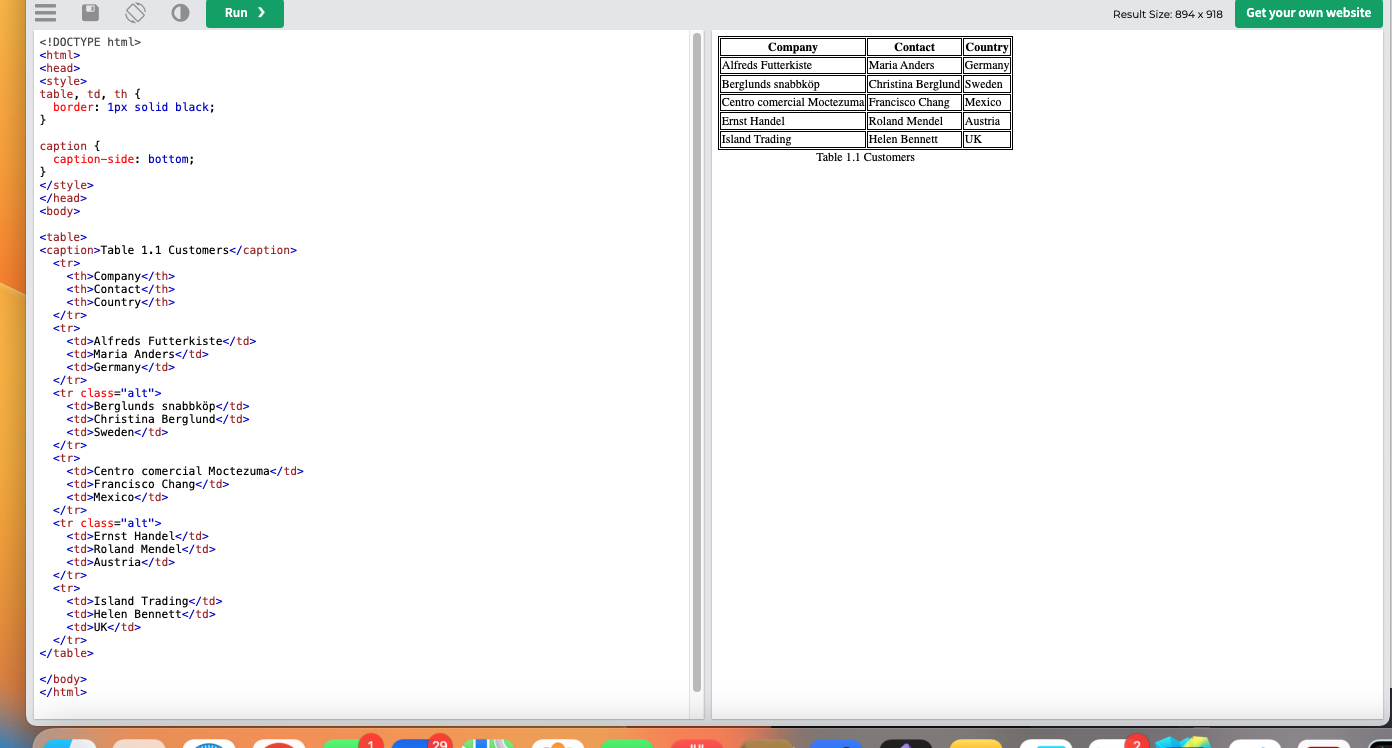 Run ❯
Result Size: 894 x 918
Get your own website
<!DOCTYPE html>
<html>
<head>
<style>
table, td, th {
  border: 1px solid black;
}

caption {
  caption-side: bottom;
}
</style>
</head>
<body>

<table>
<caption>Table 1.1 Customers</caption>
  <tr>
    <th>Company</th>
    <th>Contact</th>
    <th>Country</th>
  </tr>
  <tr>
    <td>Alfreds Futterkiste</td>
    <td>Maria Anders</td>
    <td>Germany</td>
  </tr>
  <tr class="alt">
    <td>Berglunds snabbköp</td>
    <td>Christina Berglund</td>
    <td>Sweden</td>
  </tr>
  <tr>
    <td>Centro comercial Moctezuma</td>
    <td>Francisco Chang</td>
    <td>Mexico</td>
  </tr>
  <tr class="alt">
    <td>Ernst Handel</td>
    <td>Roland Mendel</td>
    <td>Austria</td>
  </tr>
  <tr>
    <td>Island Trading</td>
    <td>Helen Bennett</td>
    <td>UK</td>
  </tr>
</table>

</body>
</html>
Company Contact Country
Alfreds Futterkiste Maria Anders Germany
Berglunds snabbköp Christina Berglund Sweden
Centro comercial Moctezuma Francisco Chang Mexico
Ernst Handel Roland Mendel Austria
Island Trading Helen Bennett UK
Table 1.1 Customers
1
29
2